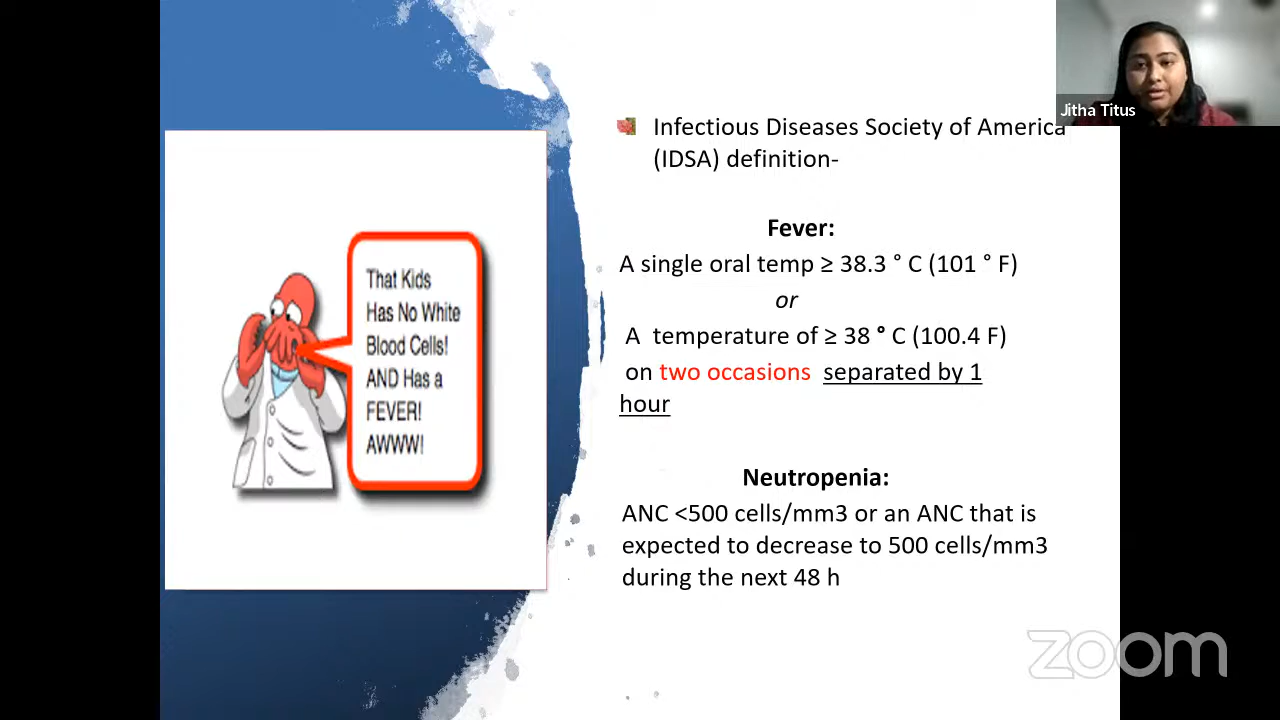 That Kids
Has No White
Blood Cells!
AND Has a
FEVER!
AWWW!
Infectious Diseases Society of America
(IDSA) definition-
Fever:
A single oral temp ≥ 38.3 ° C (101 ° F)
or
A temperature of ≥ 38 ° C (100.4 F)
on two occasions separated by 1
hour
Neutropenia:
ANC <500 cells/mm3 or an ANC that is
expected to decrease to 500 cells/mm3
during the next 48 h
Jitha Titus
zoom